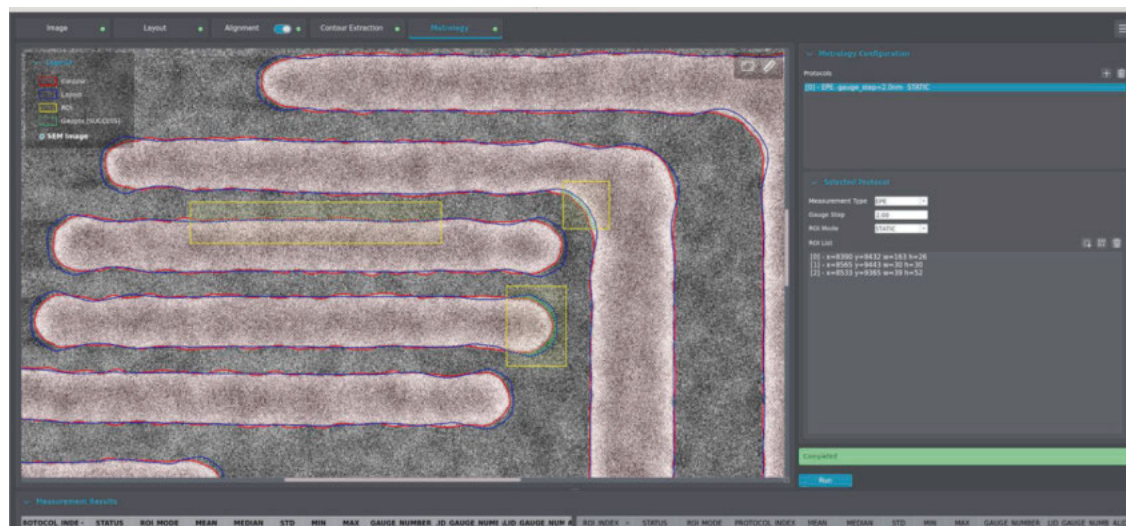 Image
Layout
Alignment
Contour Extraction
Metrology
Legend
Contour
Layout
ROI
Gauges [SUCCESS]
SEM Image
Metrology Configuration
Protocols
[0] - EPE gauge_step=2.0nm STATIC
Selected Protocol
Measurement Type EPE
Gauge Step 2.00
ROI Mode STATIC
ROI List
[0] - x=8390 y=9432 w=163 h=26
[1] - x=8565 y=9443 w=30 h=30
[2] - x=8533 y=9365 w=39 h=52
Completed
Run
Measurement Results
STATUS ROI MODE MEAN MEDIAN STD MIN MAX GAUGE NUMBER
ROI INDEX STATUS ROI MODE PROTOCOL INDEX MEAN MEDIAN STD MIN MAX GAUGE NUMBER